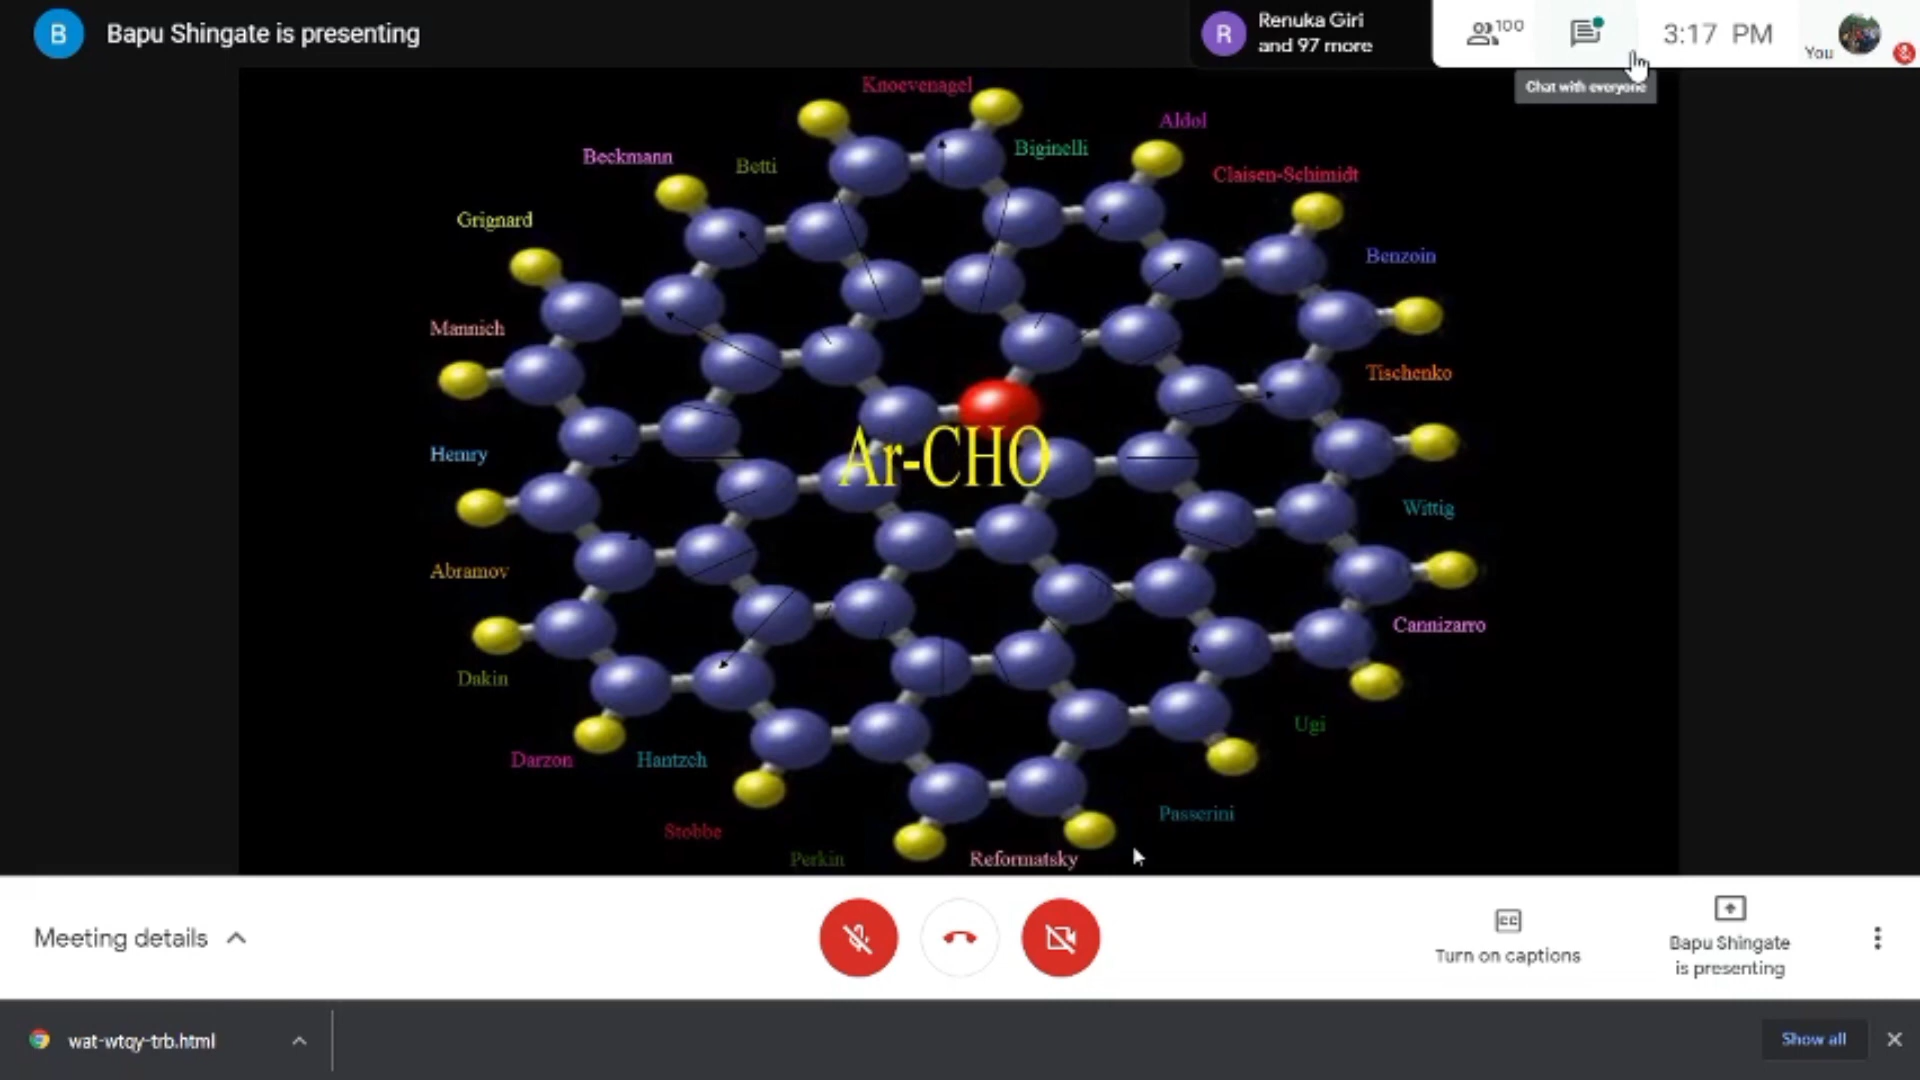 B
Bapu Shingate is presenting
R
Renuka Giri
and 97 more
100
3:17 PM
You
Chat with everyone
Knoevenagel
Aldol
Biginelli
Beckmann
Betti
Claisen-Schimidt
Grignard
Benzoin
Mannich
Tischenko
Ar-CHO
Hemry
Wittig
Abramov
Cannizarro
Dakin
Ugi
Darzon
Hantzch
Passerini
Stobbe
Perkin
Reformatsky
Meeting details
CC
Turn on captions
Bapu Shingate
is presenting
wat-wtqy-trb.html
Show all